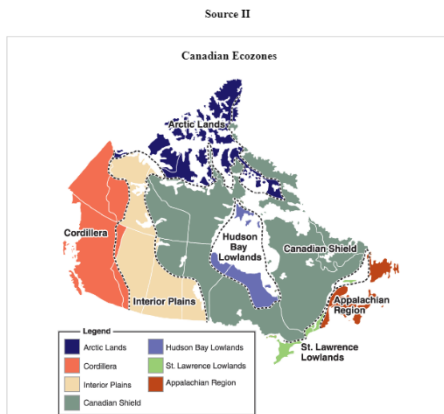 Source II
Canadian Ecozones
Arctic Lands
Cordillera
Hudson
Bay
Lowlands
Canadian Shield
Interior Plains
Appalachian
Region
St. Lawrence
Lowlands
Legend
Arctic Lands
Cordillera
Interior Plains
Canadian Shield
Hudson Bay Lowlands
St. Lawrence Lowlands
Appalachian Region